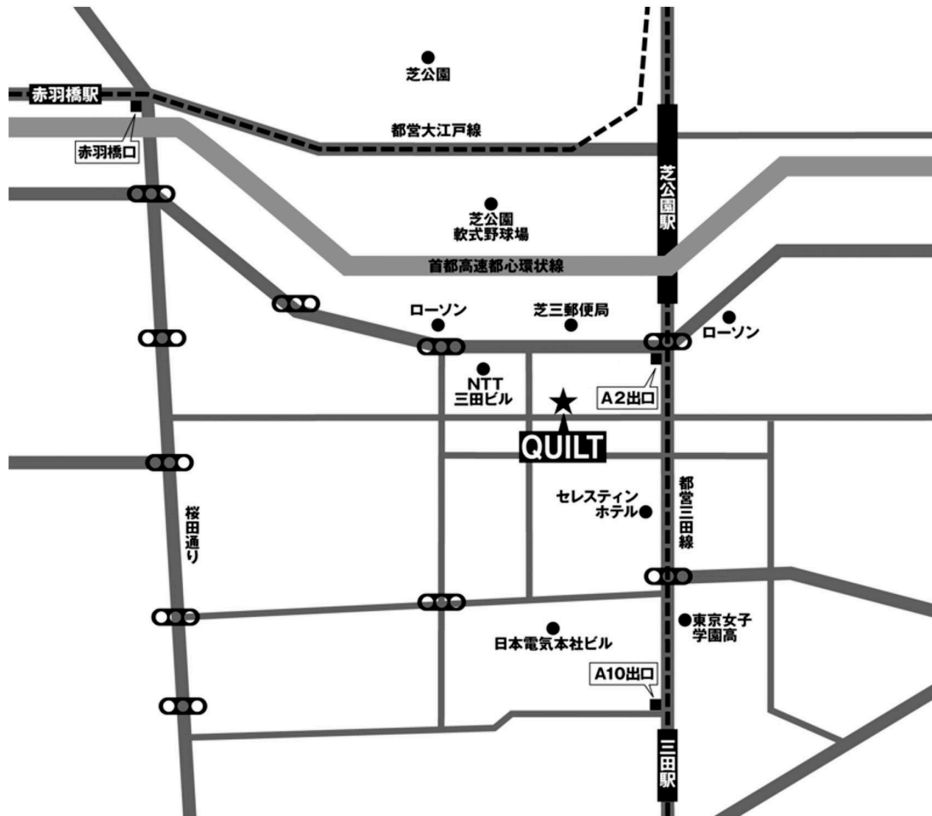 芝公園
赤羽橋駅
都営大江戸線
赤羽橋口
芝公園駅
芝公園
軟式野球場
首都高速都心環状線
ローソン
芝三郵便局
ローソン
NTT
三田ビル
A2出口
QUILT
セレスティン
ホテル
都営三田線
桜田通り
東京女子
学園高
日本電気本社ビル
A10出口
三田駅